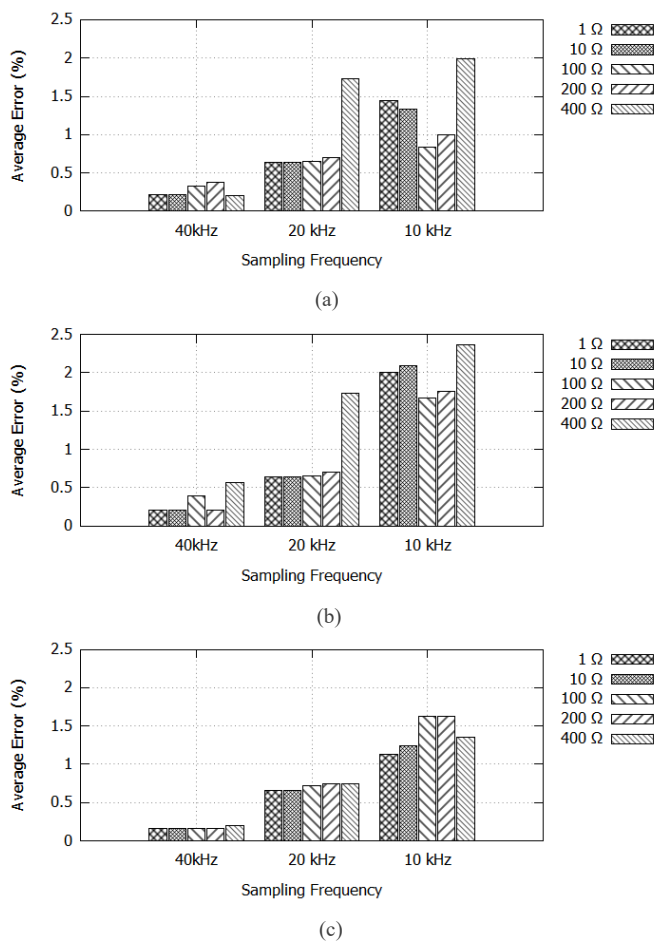 2.5
2
1.5
1
0.5
0
Average Error (%)
40kHz 20 kHz 10 kHz
Sampling Frequency
1 Ω
10 Ω
100 Ω
200 Ω
400 Ω
(a)
2.5
2
1.5
1
0.5
0
Average Error (%)
40kHz 20 kHz 10 kHz
Sampling Frequency
1 Ω
10 Ω
100 Ω
200 Ω
400 Ω
(b)
2.5
2
1.5
1
0.5
0
Average Error (%)
40kHz 20 kHz 10 kHz
Sampling Frequency
1 Ω
10 Ω
100 Ω
200 Ω
400 Ω
(c)